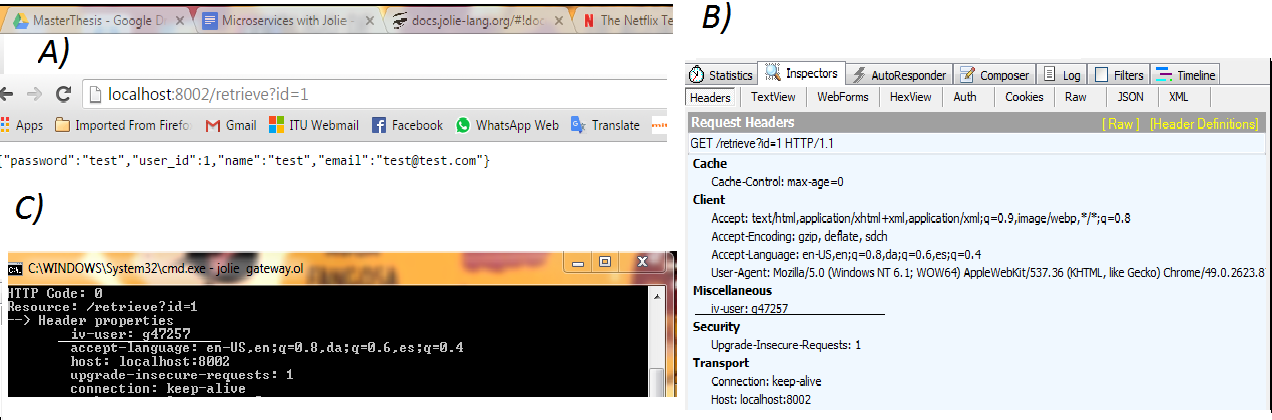 MasterThesis - Google Dr
Microservices with Jolie -
docs.jolie-lang.org/#!doc
The Netflix Te
A)
localhost:8002/retrieve?id=1
Apps
Imported From Firefo
Gmail
ITU Webmail
Facebook
WhatsApp Web
Translate
{"password":"test","user_id":1,"name":"test","email":"test@test.com"}
C)
C:\WINDOWS\System32\cmd.exe - jolie gateway.ol
HTTP Code: 0
Resource: /retrieve?id=1
--> Header properties
iv-user: g47257
accept-language: en-US,en;q=0.8,da;q=0.6,es;q=0.4
host: localhost:8002
upgrade-insecure-requests: 1
connection: keep-alive
B)
Statistics
Inspectors
AutoResponder
Composer
Log
Filters
Timeline
Headers
TextView
WebForms
HexView
Auth
Cookies
Raw
JSON
XML
Request Headers
[ Raw ]
[Header Definitions]
GET /retrieve?id=1 HTTP/1.1
Cache
Cache-Control: max-age=0
Client
Accept: text/html,application/xhtml+xml,application/xml;q=0.9,image/webp,*/*;q=0.8
Accept-Encoding: gzip, deflate, sdch
Accept-Language: en-US,en;q=0.8,da;q=0.6,es;q=0.4
User-Agent: Mozilla/5.0 (Windows NT 6.1; WOW64) AppleWebKit/537.36 (KHTML, like Gecko) Chrome/49.0.2623.8
Miscellaneous
iv-user: g47257
Security
Upgrade-Insecure-Requests: 1
Transport
Connection: keep-alive
Host: localhost:8002